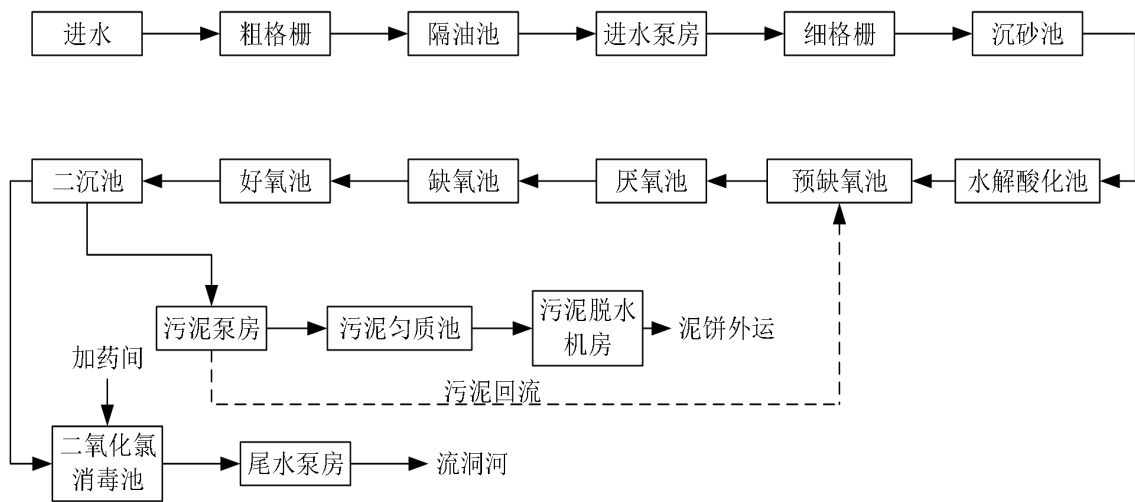 进水
粗格栅
隔油池
进水泵房
细格栅
沉砂池
二沉池
好氧池
缺氧池
厌氧池
预缺氧池
水解酸化池
污泥泵房
污泥匀质池
污泥脱水
机房
泥饼外运
加药间
污泥回流
二氧化氯
消毒池
尾水泵房
流洞河